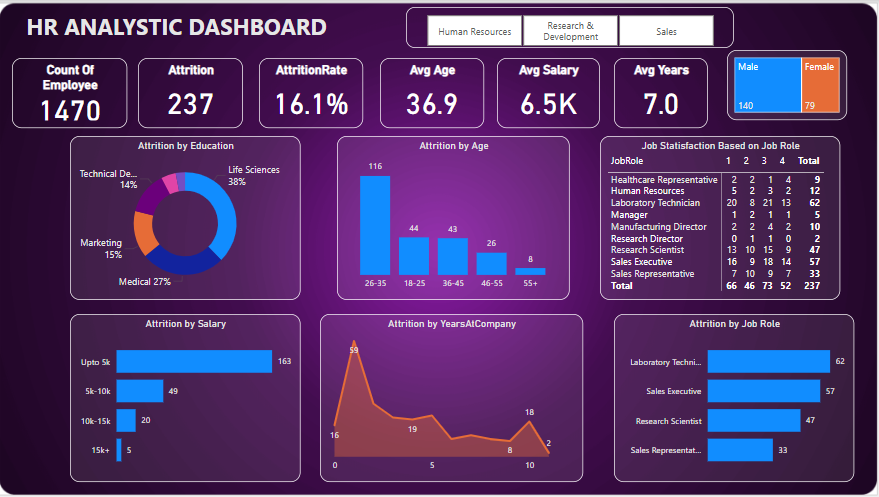 HR ANALYSTIC DASHBOARD
Human Resources
Research &
Development
Sales
Count Of
Employee
1470
Attrition
237
AttritionRate
16.1%
Avg Age
36.9
Avg Salary
6.5K
Avg Years
7.0
Male
140
Female
79
Attrition by Education
Life Sciences
38%
Technical De...
14%
Marketing
15%
Medical 27%
Attrition by Age
116
44
43
26
8
26-35 18-25 36-45 46-55 55+
Job Statisfaction Based on Job Role
JobRole 1 2 3 4 Total
Healthcare Representative 2 2 1 4 9
Human Resources 5 2 3 2 12
Laboratory Technician 20 8 21 13 62
Manager 1 2 1 1 5
Manufacturing Director 2 2 4 2 10
Research Director 0 1 1 0 2
Research Scientist 13 10 15 9 47
Sales Executive 16 9 18 14 57
Sales Representative 7 10 9 7 33
Total 66 46 73 52 237
Attrition by Salary
Upto 5k 163
5k-10k 49
10k-15k 20
15k+ 5
Attrition by YearsAtCompany
59
16
19
8
18
2
0 5 10
Attrition by Job Role
Laboratory Techni... 62
Sales Executive 57
Research Scientist 47
Sales Representat... 33